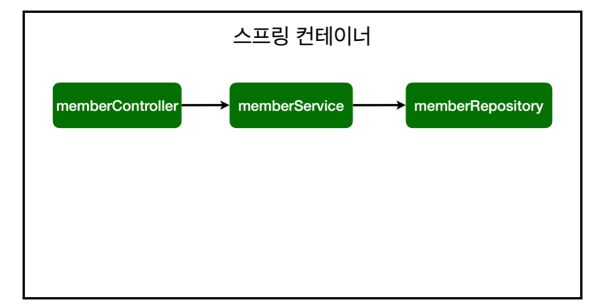 스프링 컨테이너
memberController
memberService
memberRepository